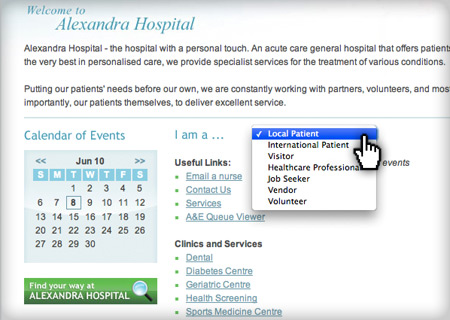 Welcome to
Alexandra Hospital
Alexandra Hospital - the hospital with a personal touch. An acute care general hospital that offers patients
the very best in personalised care, we provide specialist services for the treatment of various conditions.
Putting our patients' needs before our own, we are constantly working with partners, volunteers, and most
importantly, our patients themselves, to deliver excellent service.
Calendar of Events
<< Jun 10 >>
S M T W T F S
1 2 3 4 5
6 7 8 9 10 11 12
13 14 15 16 17 18 19
20 21 22 23 24 25 26
27 28 29 30
Find your way at
ALEXANDRA HOSPITAL
I am a ...
✓ Local Patient
International Patient
Visitor
Healthcare Professional
Job Seeker
Vendor
Volunteer
events
Useful Links:
Email a nurse
Contact Us
Services
A&E Queue Viewer
Clinics and Services
Dental
Diabetes Centre
Geriatric Centre
Health Screening
Sports Medicine Centre